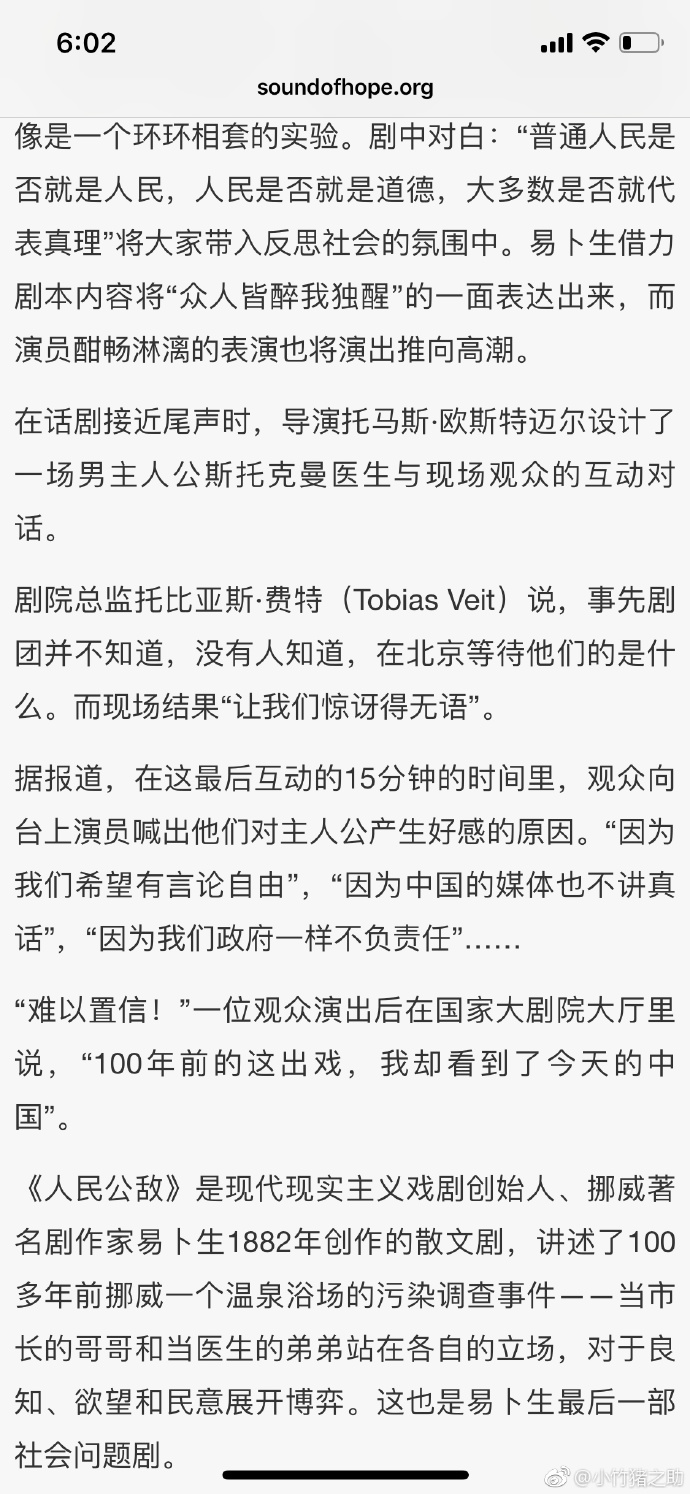 6:02
soundofhope.org
像是一个环环相套的实验。剧中对白：“普通人民是
否就是人民，人民是否就是道德，大多数是否就代
表真理”将大家带入反思社会的氛围中。易卜生借力
剧本内容将“众人皆醉我独醒”的一面表达出来，而
演员酣畅淋漓的表演也将演出推向高潮。
在话剧接近尾声时，导演托马斯·欧斯特迈尔设计了
一场男主人公斯托克曼医生与现场观众的互动对
话。
剧院总监托比亚斯·费特（Tobias Veit）说，事先剧
团并不知道，没有人知道，在北京等待他们的是什
么。而现场结果“让我们惊讶得无语”。
据报道，在这最后互动的15分钟的时间里，观众向
台上演员喊出他们对主人公产生好感的原因。“因为
我们希望有言论自由”，“因为中国的媒体也不讲真
话”，“因为我们政府一样不负责任”……
“难以置信！”一位观众演出后在国家大剧院大厅里
说，“100年前的这出戏，我却看到了今天的中
国”。
《人民公敌》是现代现实主义戏剧创始人、挪威著
名剧作家易卜生1882年创作的散文剧，讲述了100
多年前挪威一个温泉浴场的污染调查事件——当市
长的哥哥和当医生的弟弟站在各自的立场，对于良
知、欲望和民意展开博弈。这也是易卜生最后一部
社会问题剧。
@小竹猪之助